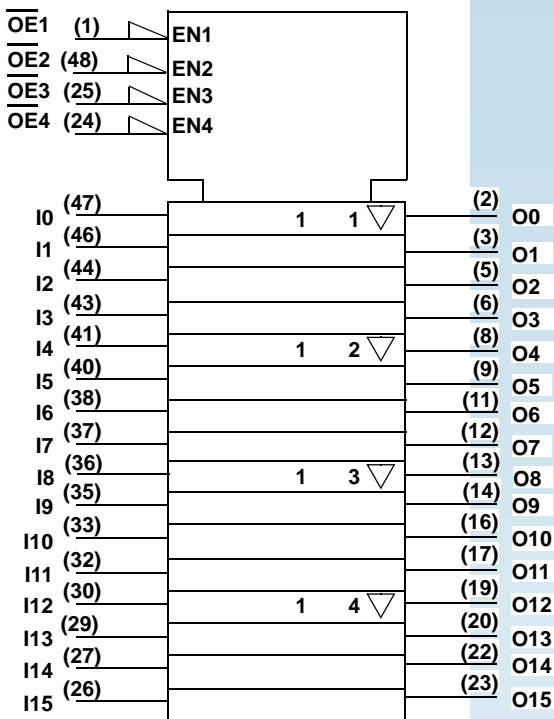 OE1 (1) EN1
OE2 (48) EN2
OE3 (25) EN3
OE4 (24) EN4
I0 (47) 1 1 (2) O0
I1 (46) (3) O1
I2 (44) (5) O2
I3 (43) (6) O3
I4 (41) 1 2 (8) O4
I5 (40) (9) O5
I6 (38) (11) O6
I7 (37) (12) O7
I8 (36) 1 3 (13) O8
I9 (35) (14) O9
I10 (33) (16) O10
I11 (32) (17) O11
I12 (30) 1 4 (19) O12
I13 (29) (20) O13
I14 (27) (22) O14
I15 (26) (23) O15